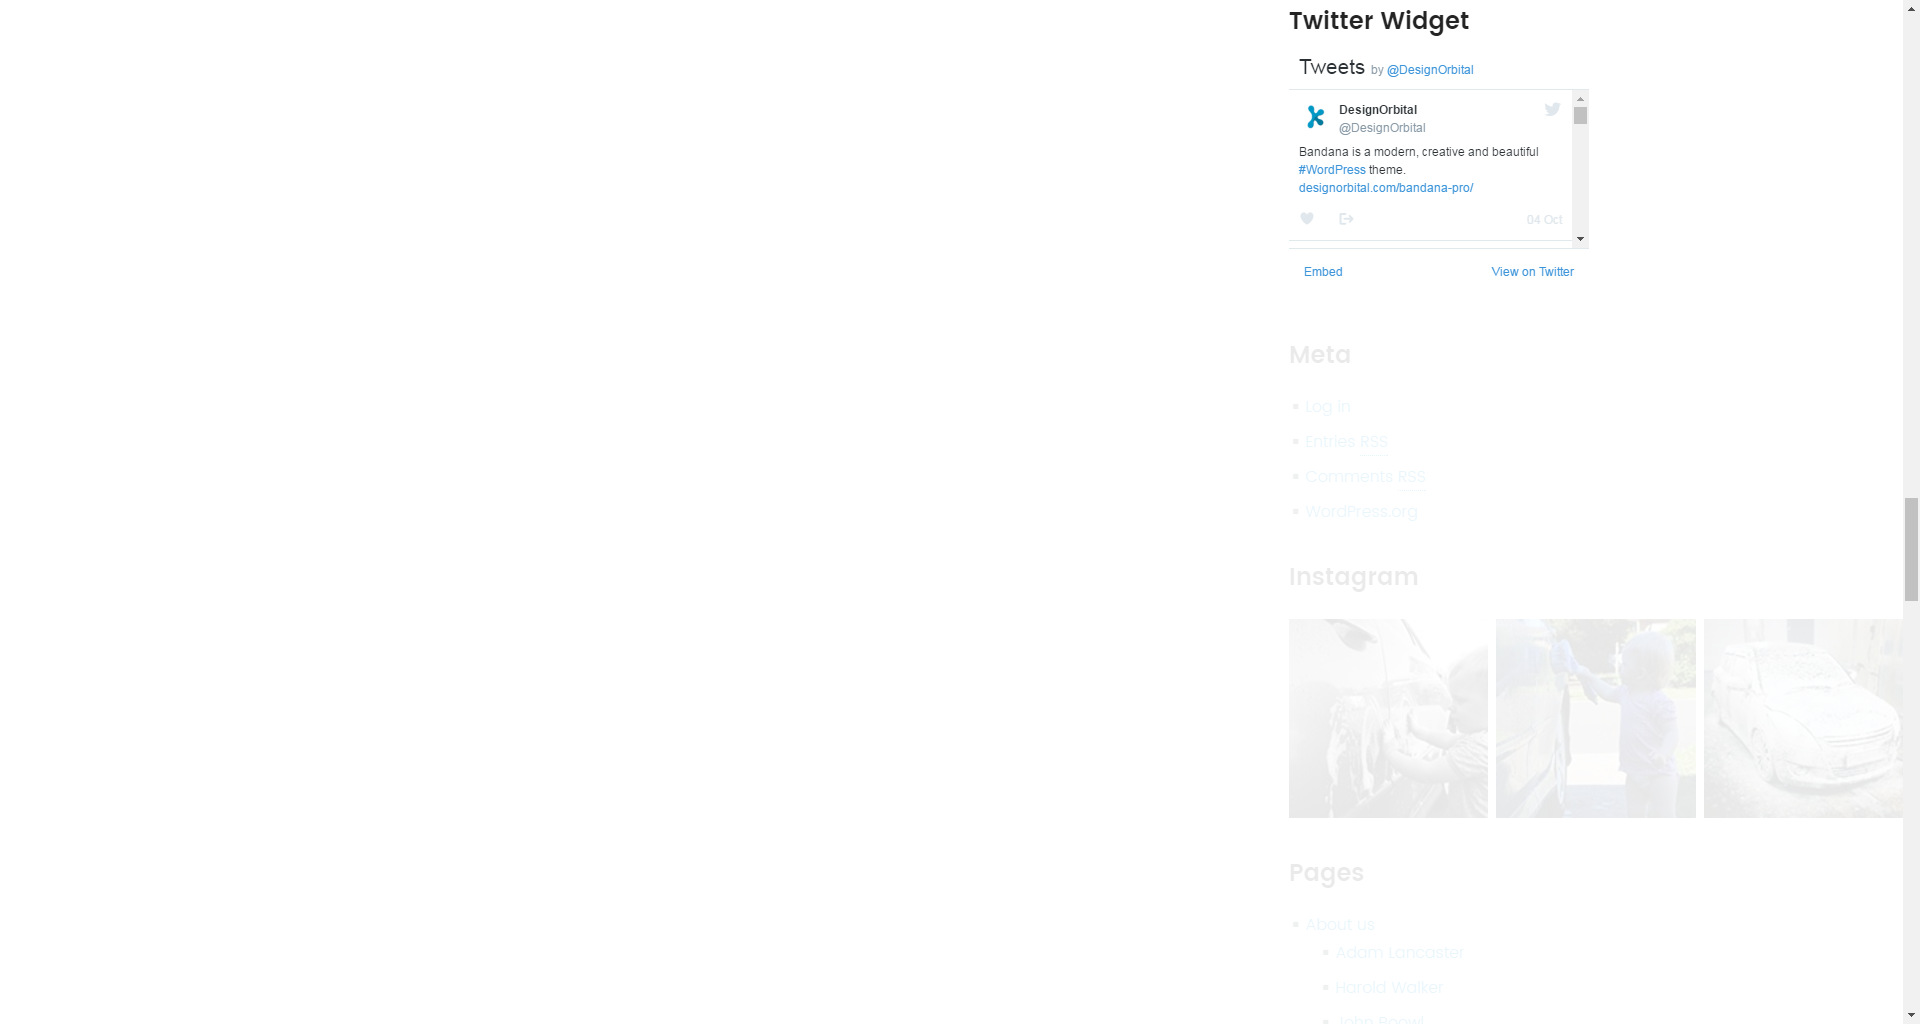 Twitter Widget
Tweets by @DesignOrbital
DesignOrbital
@DesignOrbital
Bandana is a modern, creative and beautiful
#WordPress theme.
designorbital.com/bandana-pro/
04 Oct
Embed View on Twitter
Meta
Log in
Entries RSS
Comments RSS
WordPress.org
Instagram
Pages
About us
Adam Lancaster
Harold Walker